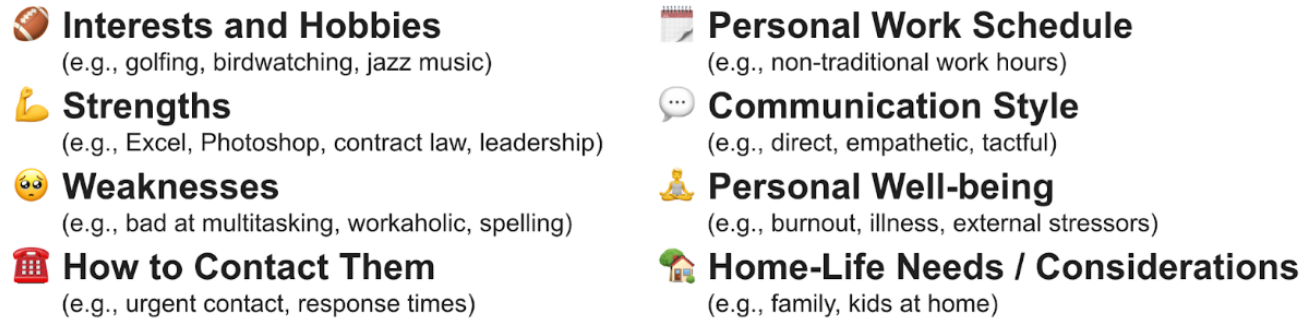 Interests and Hobbies
(e.g., golfing, birdwatching, jazz music)
Strengths
(e.g., Excel, Photoshop, contract law, leadership)
Weaknesses
(e.g., bad at multitasking, workaholic, spelling)
How to Contact Them
(e.g., urgent contact, response times)
Personal Work Schedule
(e.g., non-traditional work hours)
Communication Style
(e.g., direct, empathetic, tactful)
Personal Well-being
(e.g., burnout, illness, external stressors)
Home-Life Needs / Considerations
(e.g., family, kids at home)